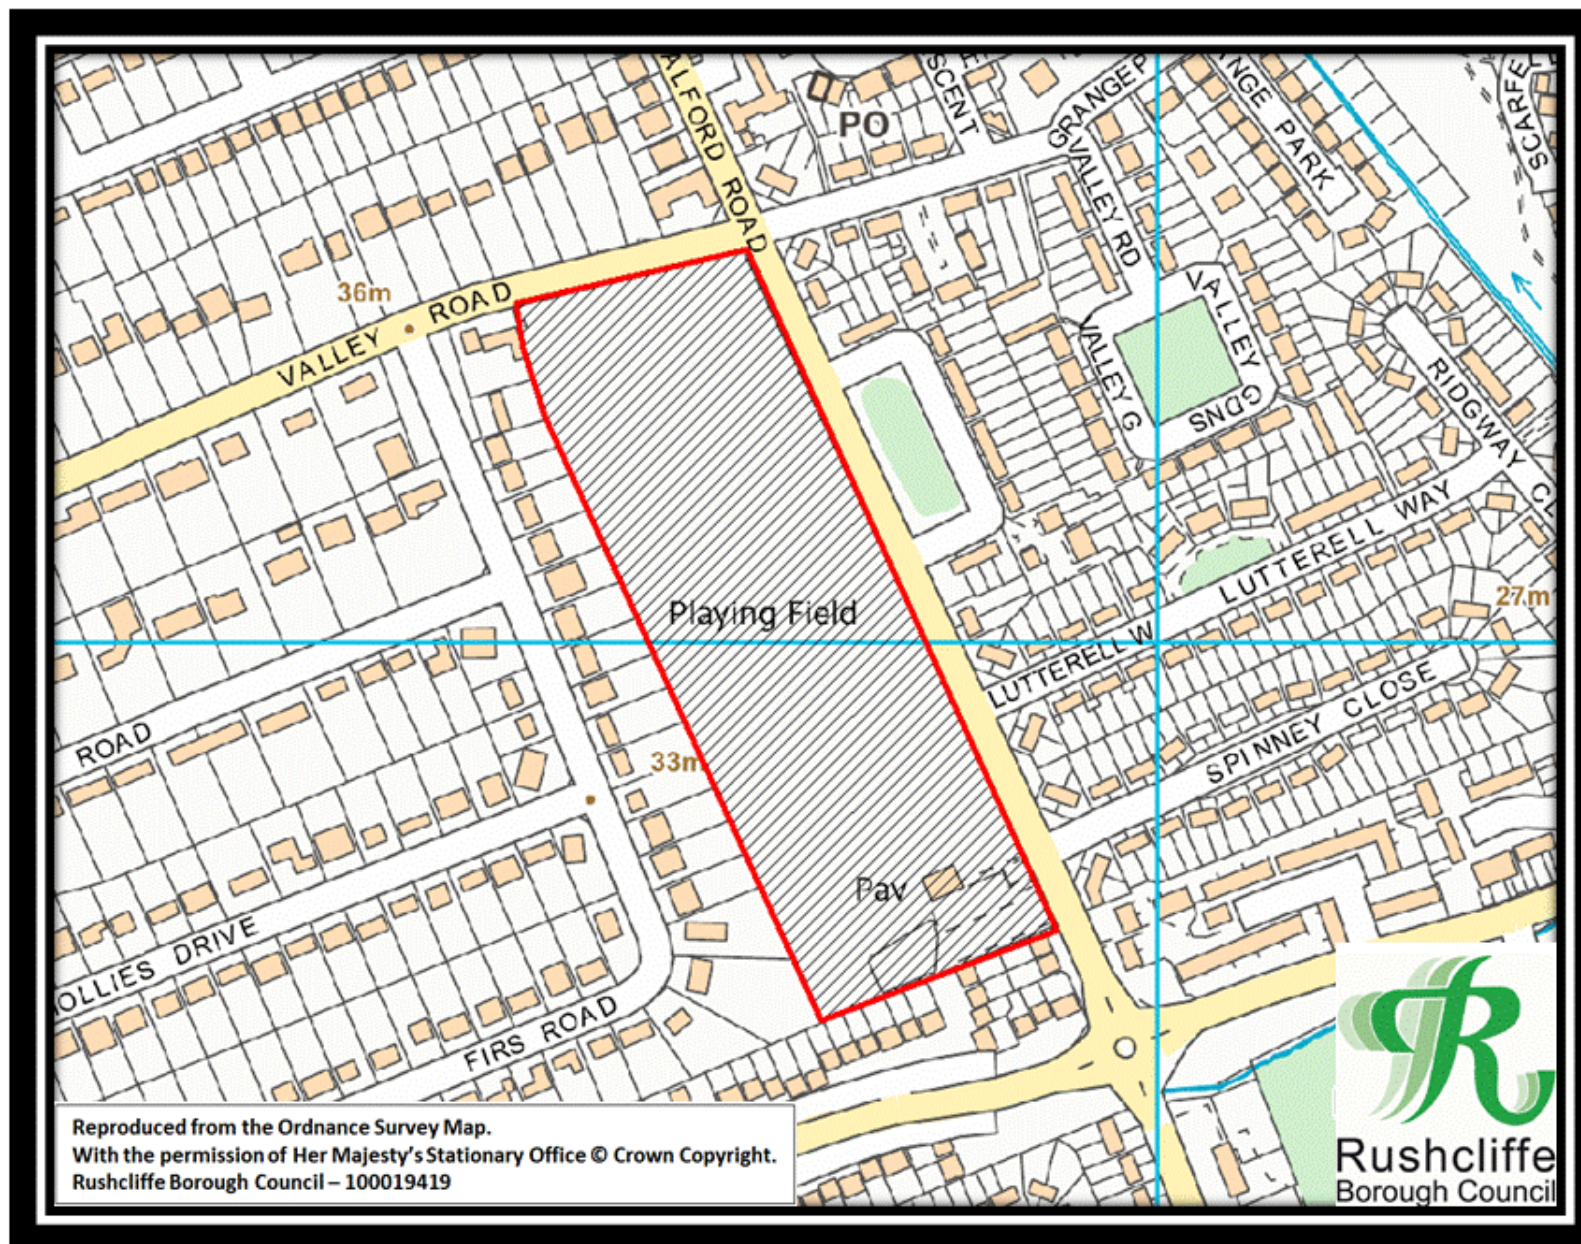 ALFORD ROAD
SCENT
PO
GRANGE P
ANGE PARK
SCARFE
VALLEY RD
36m
VALLEY ROAD
VALLEY G
VALLEY GDNS
RIDGWAY CL
Playing Field
LUTTERELL WAY
27m
LUTTERELL W
ROAD
33m
SPINNEY CLOSE
Pav
OLLIES DRIVE
FIRS ROAD
Reproduced from the Ordnance Survey Map.
With the permission of Her Majesty's Stationary Office © Crown Copyright.
Rushcliffe Borough Council – 100019419
R
Rushcliffe
Borough Council